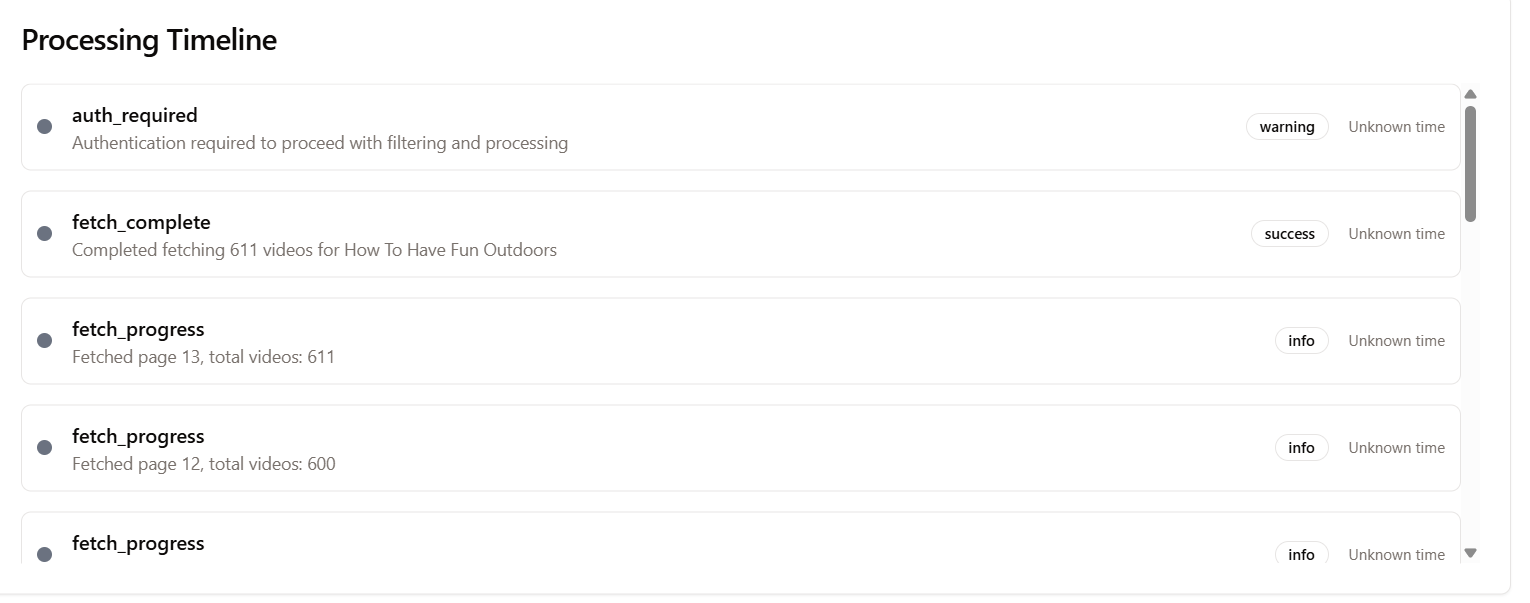 Processing Timeline
auth_required
Authentication required to proceed with filtering and processing
warning
Unknown time
fetch_complete
Completed fetching 611 videos for How To Have Fun Outdoors
success
Unknown time
fetch_progress
Fetched page 13, total videos: 611
info
Unknown time
fetch_progress
Fetched page 12, total videos: 600
info
Unknown time
fetch_progress
info
Unknown time